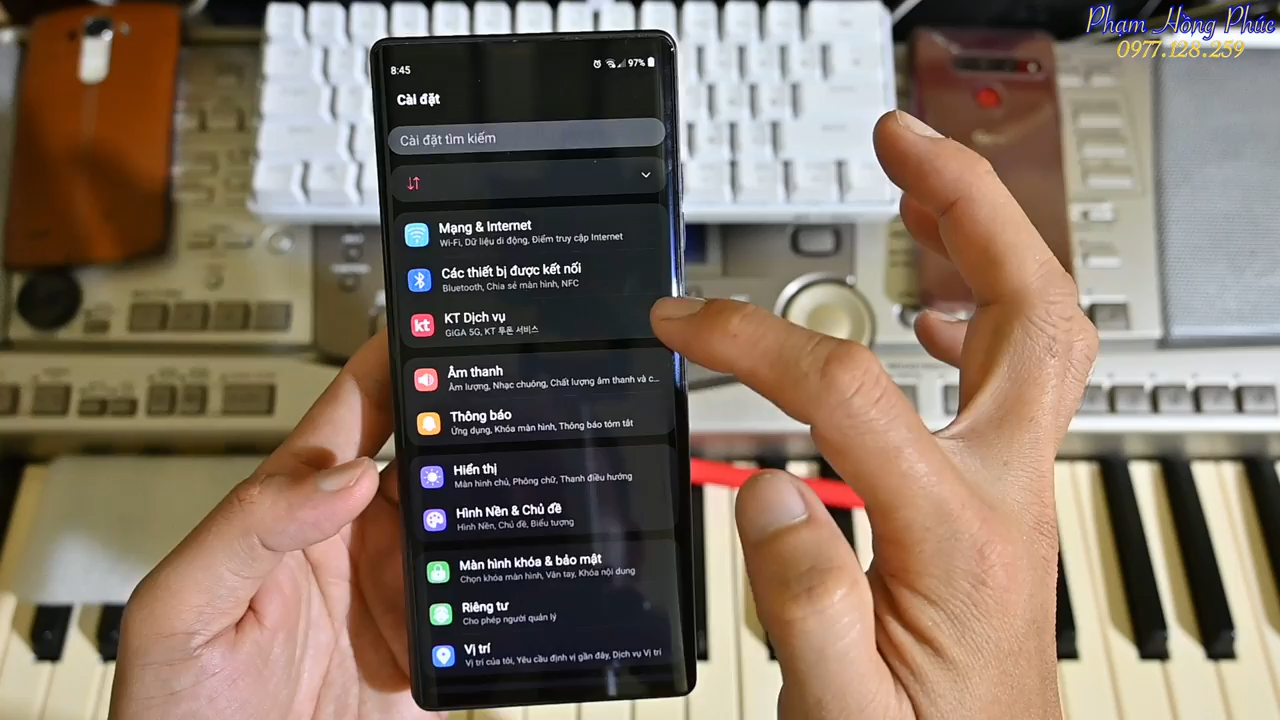 Phạm Hồng Phúc
0977.128.259
8:45
97%
Cài đặt
Cài đặt tìm kiếm
Mạng & Internet
Wi-Fi, Dữ liệu di động, Điểm truy cập Internet
Các thiết bị được kết nối
Bluetooth, Chia sẻ màn hình, NFC
kt
KT Dịch vụ
GIGA 5G, KT 투폰 서비스
Âm thanh
Âm lượng, Nhạc chuông, Chất lượng âm thanh và c...
Thông báo
Ứng dụng, Khóa màn hình, Thông báo tóm tắt
Hiển thị
Màn hình chủ, Phông chữ, Thanh điều hướng
Hình Nền & Chủ đề
Hình Nền, Chủ đề, Biểu tượng
Màn hình khóa & bảo mật
Chọn khóa màn hình, Vân tay, Khóa nội dung
Riêng tư
Cho phép người quản lý
Vị trí
Vị trí của tôi, Yêu cầu định vị gần đây, Dịch vụ Vị trí